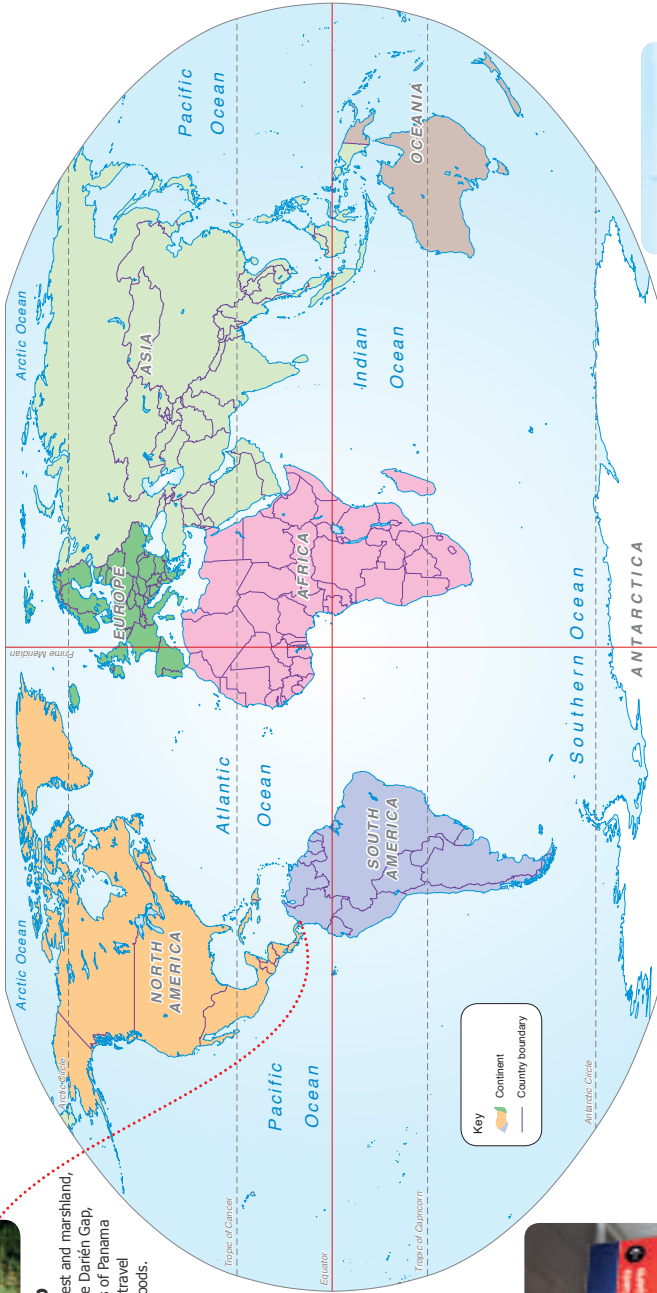 Arctic Ocean
Arctic Ocean
Pacific
Ocean
Prime Meridian
Arctic Circle
NORTH
AMERICA
EUROPE
ASIA
Atlantic
Ocean
Tropic of Cancer
AFRICA
Pacific
Ocean
Equator
SOUTH
AMERICA
Indian
Ocean
OCEANIA
Tropic of Capricorn
Key
Continent
Country boundary
Southern Ocean
Antarctic Circle
ANTARCTICA
and marshland,
Darién Gap,
of Panama
travel